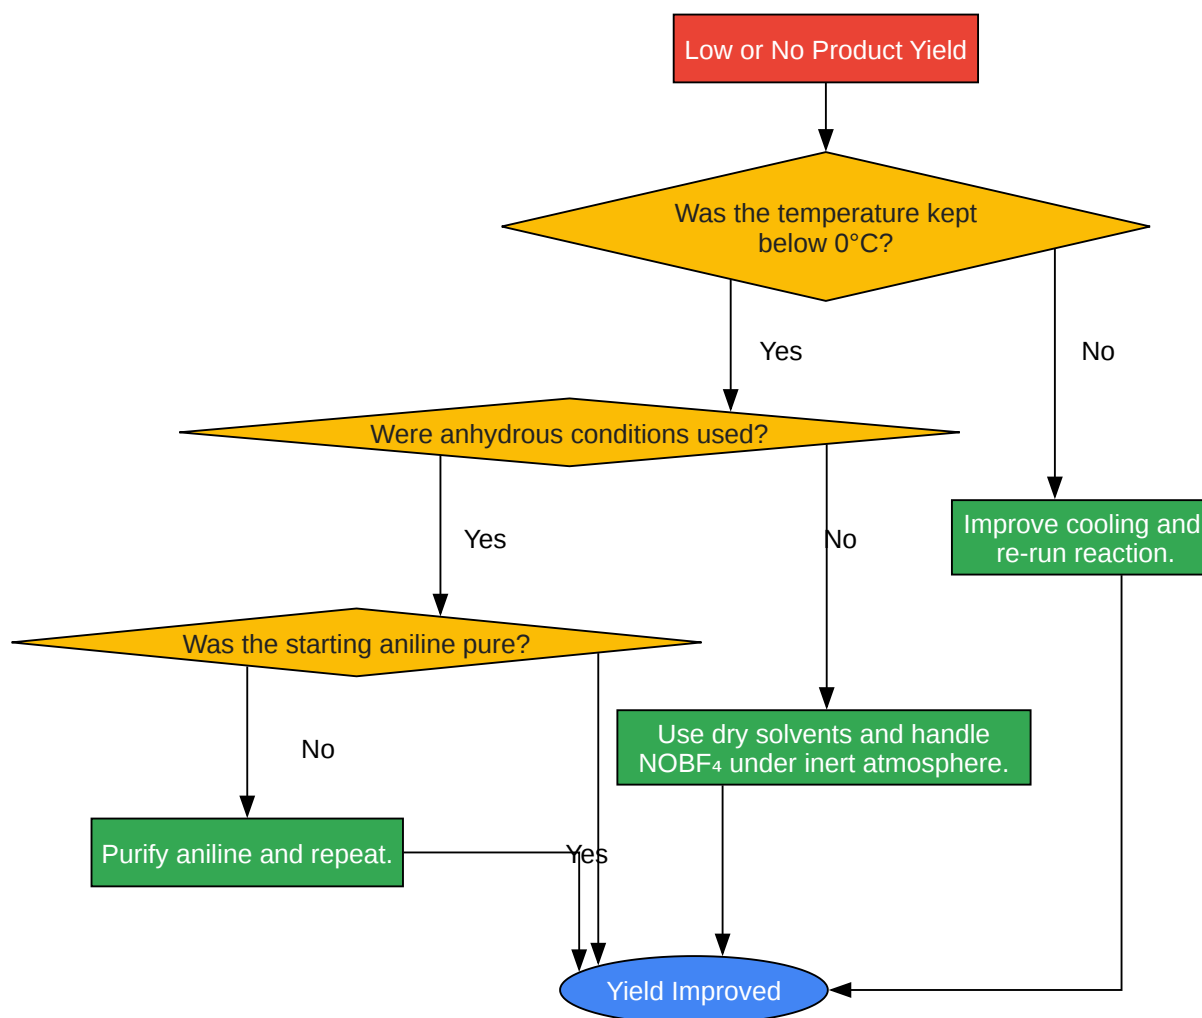 Low or No Product Yield
Was the temperature kept
below 0°C?
Yes
No
Were anhydrous conditions used?
Yes
No
Improve cooling and
re-run reaction.
Was the starting aniline pure?
No
Use dry solvents and handle
NOBF₄ under inert atmosphere.
Purify aniline and repeat.
Yes
Yield Improved